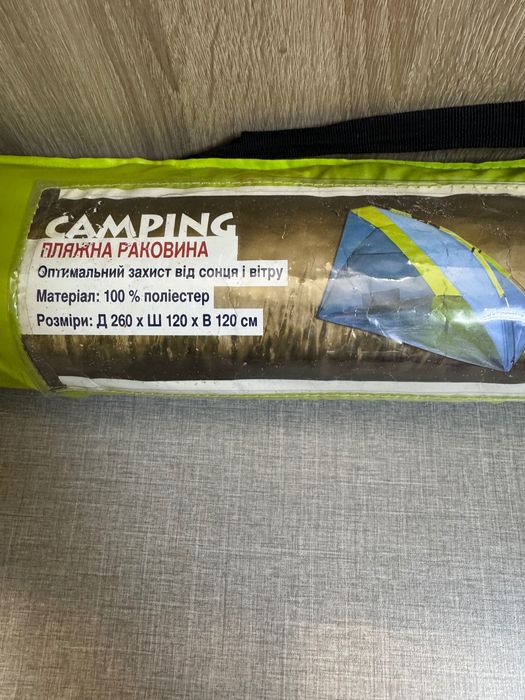 CAMPING
ПЛЯЖНА РАКОВИНА
Оптимальний захист від сонця і вітру
Матеріал: 100 % поліестер
Розміри: Д 260 x Ш 120 x В 120 см